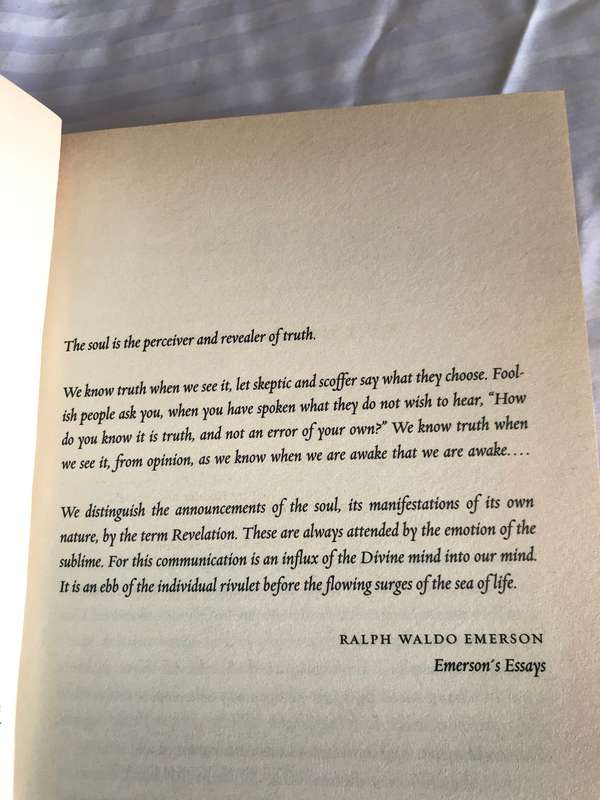 The soul is the perceiver and revealer of truth.
We know truth when we see it, let skeptic and scoffer say what they choose. Fool-
ish people ask you, when you have spoken what they do not wish to hear, “How
do you know it is truth, and not an error of your own?” We know truth when
we see it, from opinion, as we know when we are awake that we are awake....
We distinguish the announcements of the soul, its manifestations of its own
nature, by the term Revelation. These are always attended by the emotion of the
sublime. For this communication is an influx of the Divine mind into our mind.
It is an ebb of the individual rivulet before the flowing surges of the sea of life.
RALPH WALDO EMERSON
Emerson´s Essays